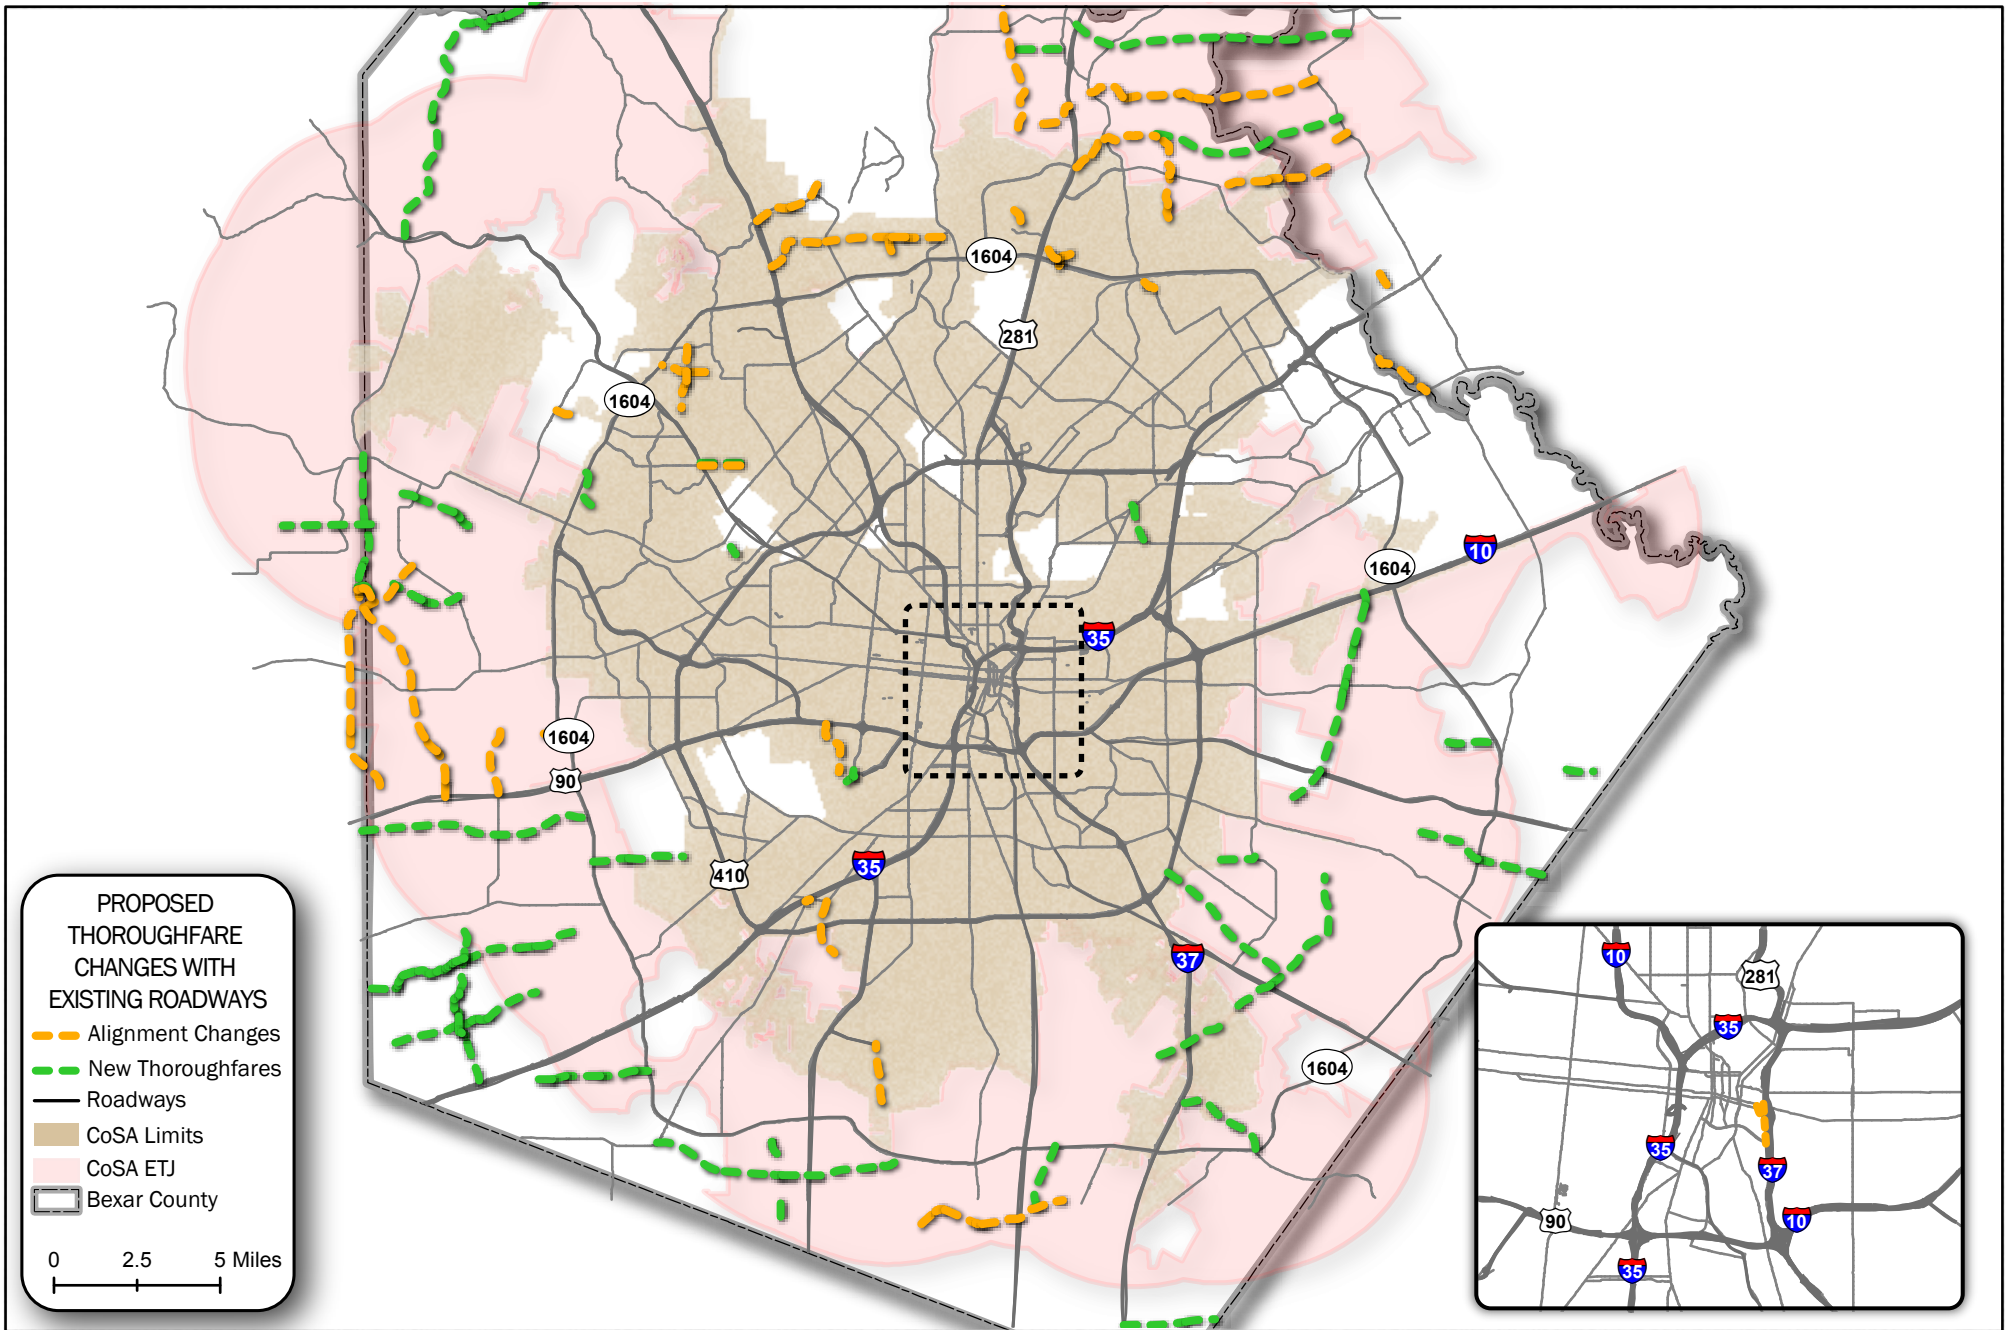 1604
281
1604
10
1604
35
1604
90
35
410
37
1604
PROPOSED
THOROUGHFARE
CHANGES WITH
EXISTING ROADWAYS
Alignment Changes
New Thoroughfares
Roadways
CoSA Limits
CoSA ETJ
Bexar County
0 2.5 5 Miles
10
281
35
35
37
90
10
35